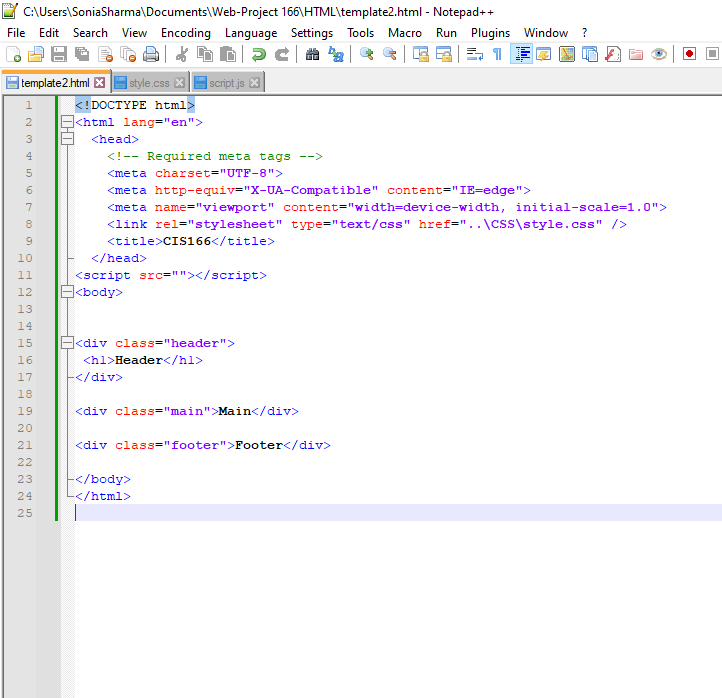 C:\Users\SoniaSharma\Documents\Web-Project 166\HTML\template2.html - Notepad++
File Edit Search View Encoding Language Settings Tools Macro Run Plugins Window ?
template2.html style.css script.js
1 <!DOCTYPE html>
2 <html lang="en">
3 <head>
4 <!-- Required meta tags -->
5 <meta charset="UTF-8">
6 <meta http-equiv="X-UA-Compatible" content="IE=edge">
7 <meta name="viewport" content="width=device-width, initial-scale=1.0">
8 <link rel="stylesheet" type="text/css" href="..\CSS\style.css" />
9 <title>CIS166</title>
10 </head>
11 <script src=""></script>
12 <body>
13
14
15 <div class="header">
16 <h1>Header</h1>
17 </div>
18
19 <div class="main">Main</div>
20
21 <div class="footer">Footer</div>
22
23 </body>
24 </html>
25